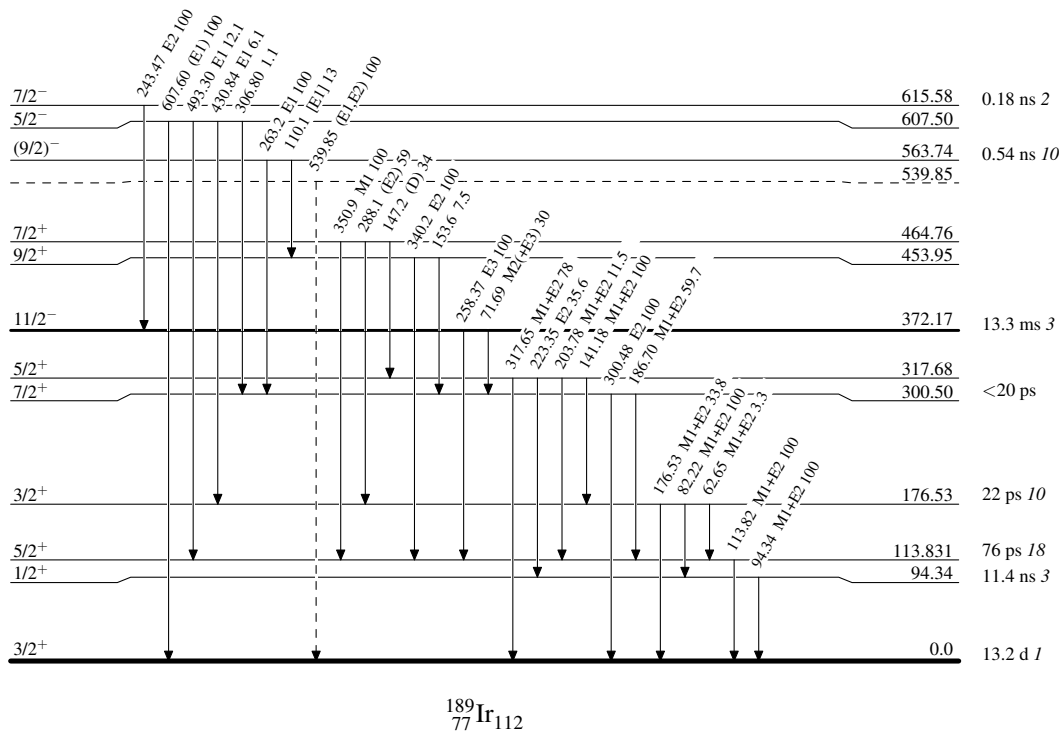 243.47 E2 100
607.60 (E1) 100
493.30 E1 12.1
430.84 E1 6.1
306.80 1.1
263.2 E1 100
110.1 [E1] 13
539.85 (E1,E2) 100
350.9 M1 100
288.1 (E2) 59
147.2 (D) 34
340.2 E2 100
153.6 7.5
258.37 E3 100
71.69 M2(+E3) 30
317.65 M1+E2 78
223.35 E2 35.6
203.78 M1+E2 11.5
141.18 M1+E2 100
300.48 E2 100
186.70 M1+E2 59.7
176.53 M1+E2 33.8
82.22 M1+E2 100
62.65 M1+E2 3.3
113.82 M1+E2 100
94.34 M1+E2 100
7/2⁻ 615.58 0.18 ns 2
5/2⁻ 607.50
(9/2)⁻ 563.74 0.54 ns 10
539.85
7/2⁺ 464.76
9/2⁺ 453.95
11/2⁻ 372.17 13.3 ms 3
5/2⁺ 317.68
7/2⁺ 300.50 <20 ps
3/2⁺ 176.53 22 ps 10
5/2⁺ 113.831 76 ps 18
1/2⁺ 94.34 11.4 ns 3
3/2⁺ 0.0 13.2 d 1
¹⁸⁹₇₇Ir₁₁₂